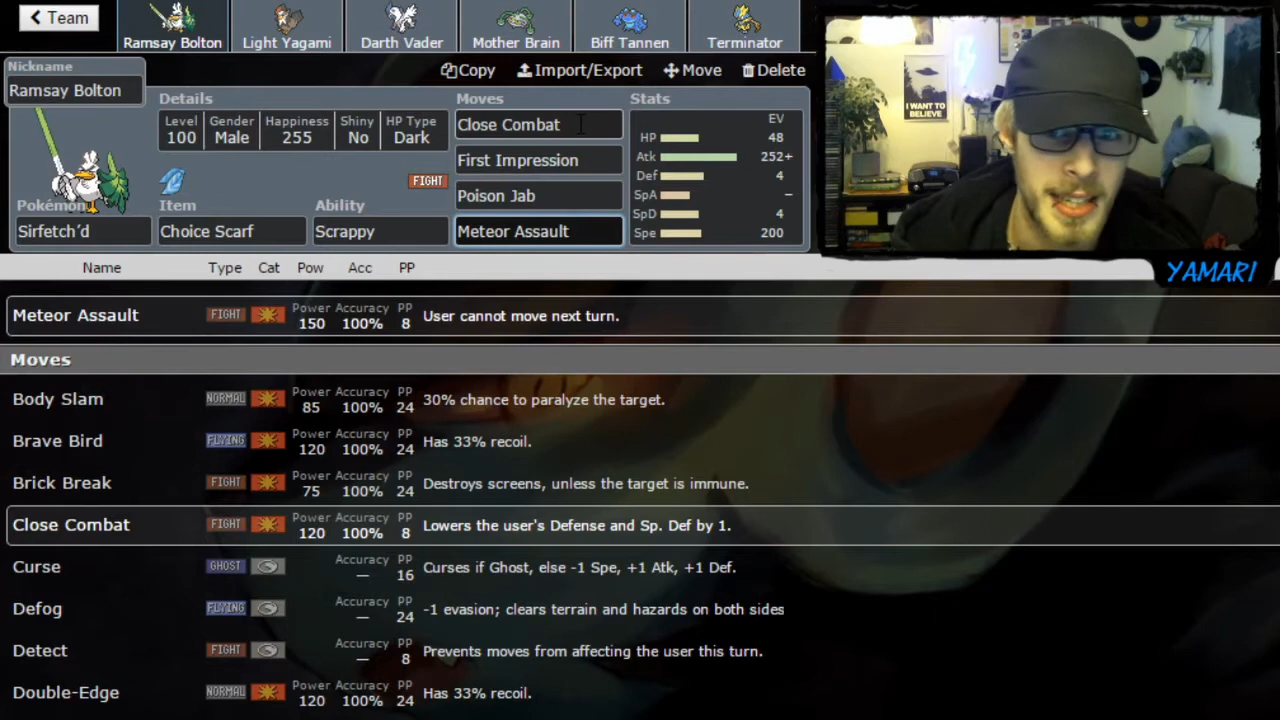 < Team
Ramsay Bolton
Light Yagami
Darth Vader
Mother Brain
Biff Tannen
Terminator
Nickname
Ramsay Bolton
Copy
Import/Export
Move
Delete
Details
Level
Gender
Happiness
Shiny
HP Type
100
Male
255
No
Dark
FIGHT
Pokémon
Item
Ability
Sirfetch'd
Choice Scarf
Scrappy
Moves
Close Combat
First Impression
Poison Jab
Meteor Assault
Stats
EV
HP 48
Atk 252+
Def 4
SpA –
SpD 4
Spe 200
I WANT TO
BELIEVE
YAMARI
Name Type Cat Pow Acc PP
Meteor Assault FIGHT Power 150 Accuracy 100% PP 8 User cannot move next turn.
Moves
Body Slam NORMAL Power 85 Accuracy 100% PP 24 30% chance to paralyze the target.
Brave Bird FLYING Power 120 Accuracy 100% PP 24 Has 33% recoil.
Brick Break FIGHT Power 75 Accuracy 100% PP 24 Destroys screens, unless the target is immune.
Close Combat FIGHT Power 120 Accuracy 100% PP 8 Lowers the user's Defense and Sp. Def by 1.
Curse GHOST Accuracy — PP 16 Curses if Ghost, else -1 Spe, +1 Atk, +1 Def.
Defog FLYING Accuracy — PP 24 -1 evasion; clears terrain and hazards on both sides
Detect FIGHT Accuracy — PP 8 Prevents moves from affecting the user this turn.
Double-Edge NORMAL Power 120 Accuracy 100% PP 24 Has 33% recoil.